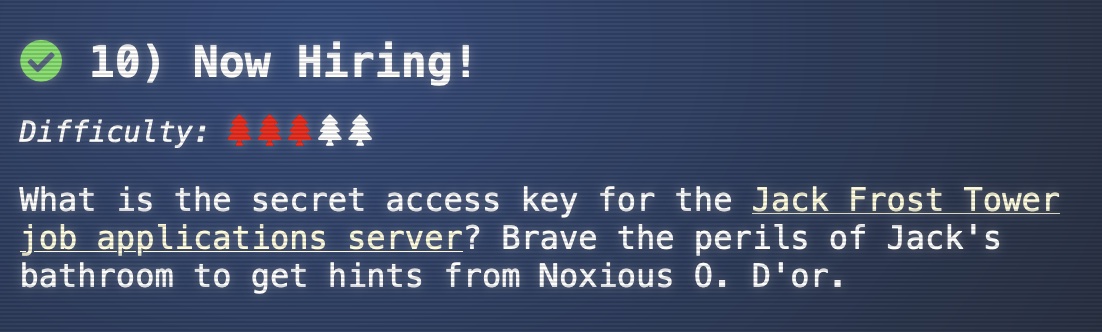 10) Now Hiring!
Difficulty:
What is the secret access key for the Jack Frost Tower
job applications server? Brave the perils of Jack's
bathroom to get hints from Noxious O. D'or.